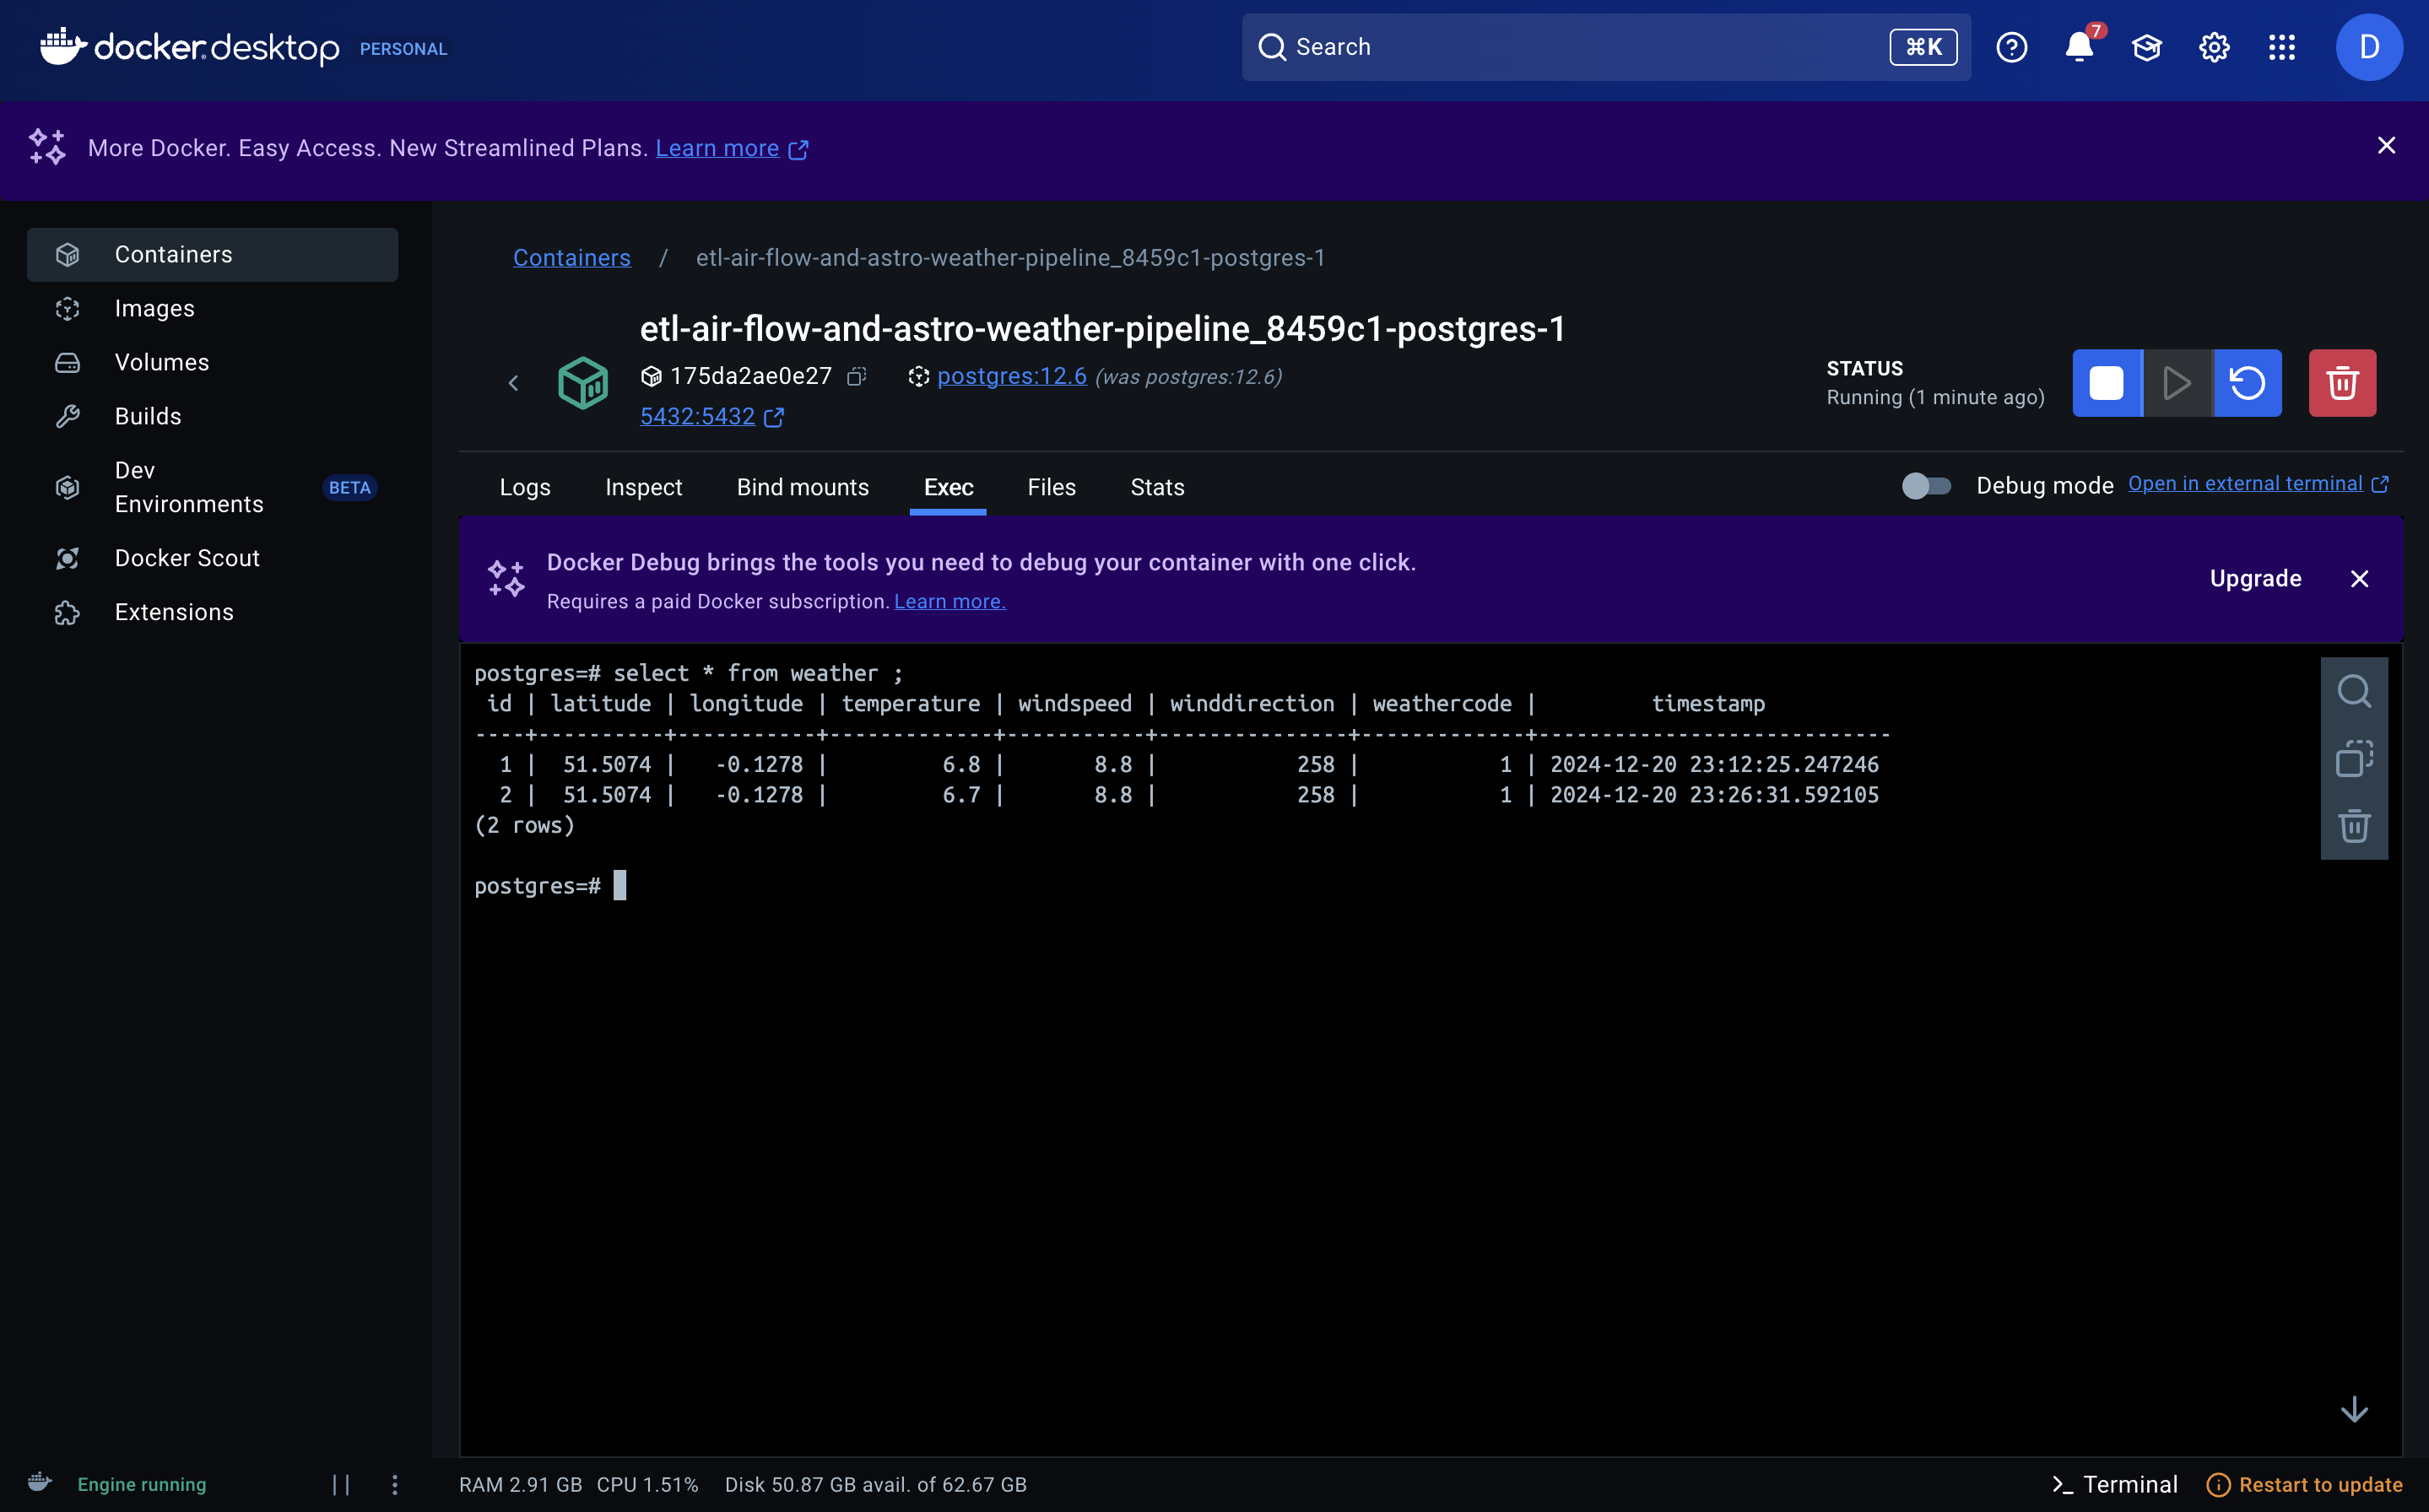 docker desktop PERSONAL
Search
⌘K
7
D
More Docker. Easy Access. New Streamlined Plans. Learn more
Containers
Images
Volumes
Builds
Dev Environments
BETA
Docker Scout
Extensions
Containers / etl-air-flow-and-astro-weather-pipeline_8459c1-postgres-1
etl-air-flow-and-astro-weather-pipeline_8459c1-postgres-1
175da2ae0e27 postgres:12.6 (was postgres:12.6)
5432:5432
STATUS
Running (1 minute ago)
Logs Inspect Bind mounts Exec Files Stats
Debug mode Open in external terminal
Docker Debug brings the tools you need to debug your container with one click.
Requires a paid Docker subscription. Learn more.
Upgrade
postgres=# select * from weather ;
 id | latitude | longitude | temperature | windspeed | winddirection | weathercode |         timestamp
----+----------+-----------+-------------+-----------+---------------+-------------+----------------------------
  1 |  51.5074 |   -0.1278 |         6.8 |       8.8 |           258 |           1 | 2024-12-20 23:12:25.247246
  2 |  51.5074 |   -0.1278 |         6.7 |       8.8 |           258 |           1 | 2024-12-20 23:26:31.592105
(2 rows)
postgres=#
Engine running
RAM 2.91 GB CPU 1.51% Disk 50.87 GB avail. of 62.67 GB
Terminal
Restart to update